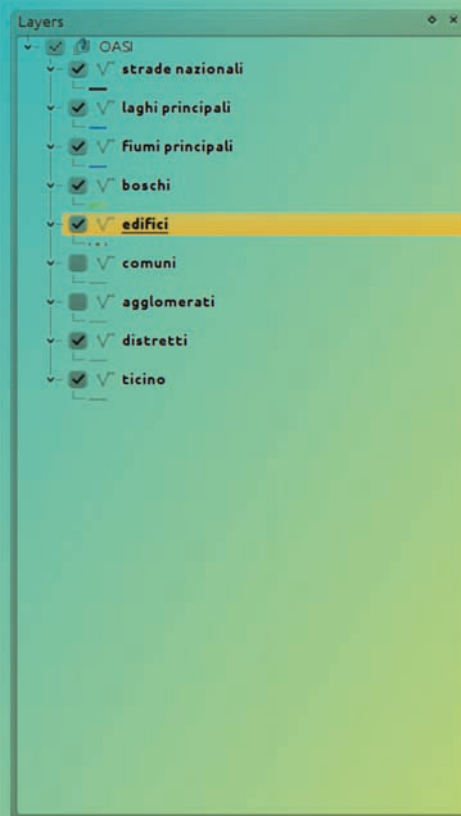 Layers
OASI
strade nazionali
laghi principali
fiumi principali
boschi
edifici
comuni
agglomerati
distretti
ticino